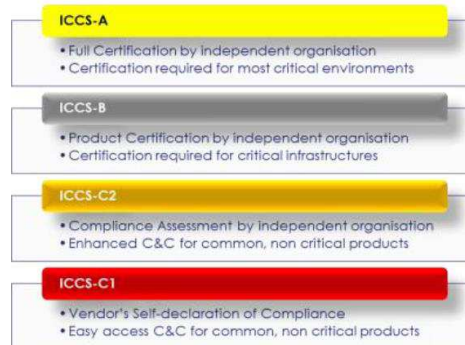 ICCS-A
• Full Certification by independent organisation
• Certification required for most critical environments
ICCS-B
• Product Certification by independent organisation
• Certification required for critical infrastructures
ICCS-C2
• Compliance Assessment by independent organisation
• Enhanced C&C for common, non critical products
ICCS-C1
• Vendor's Self-declaration of Compliance
• Easy access C&C for common, non critical products